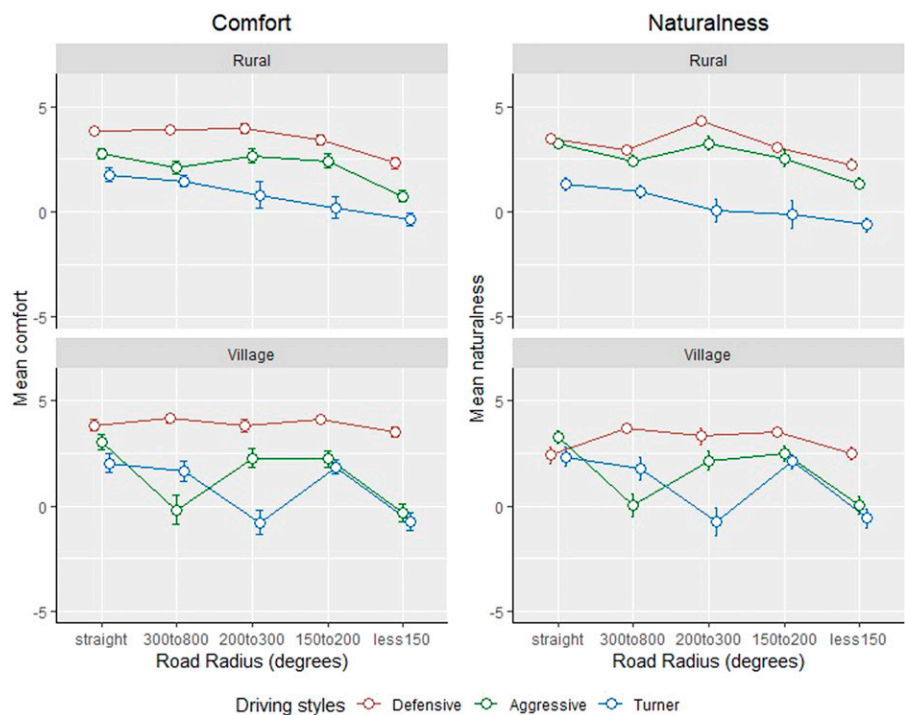 Comfort
Naturalness
Rural
Rural
5
0
-5
5
0
-5
Village
Village
5
0
-5
5
0
-5
Mean comfort
Mean naturalness
straight 300to800 200to300 150to200 less150
straight 300to800 200to300 150to200 less150
Road Radius (degrees)
Road Radius (degrees)
Driving styles Defensive Aggressive Turner